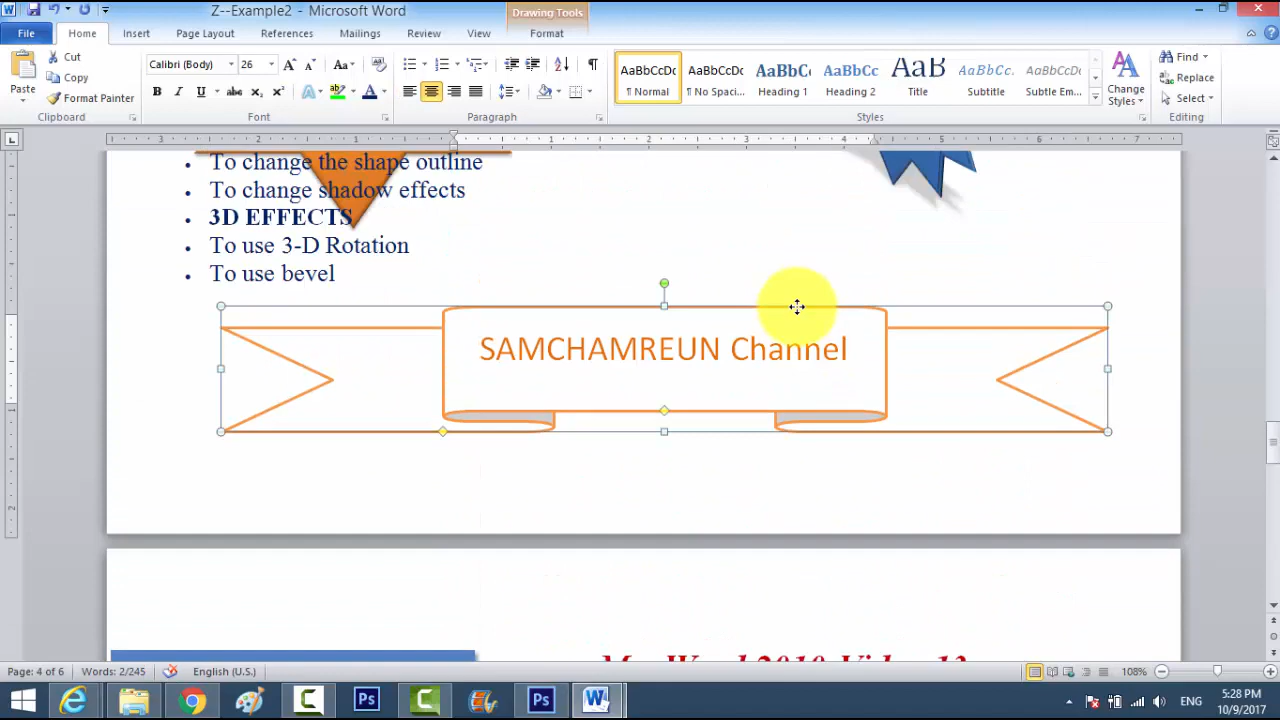 Z--Example2 - Microsoft Word
Drawing Tools
File Home Insert Page Layout References Mailings Review View Format
Paste
Cut
Copy
Format Painter
Clipboard
Calibri (Body) 26
Font
Paragraph
AaBbCcDc AaBbCcDc AaBbC AaBbCc AaB AaBbCc. AaBbCcDc
¶ Normal ¶ No Spaci... Heading 1 Heading 2 Title Subtitle Subtle Em...
Change Styles
Styles
Find
Replace
Select
Editing
• To change the shape outline
• To change shadow effects
• 3D EFFECTS
• To use 3-D Rotation
• To use bevel
SAMCHAMREUN Channel
Page: 4 of 6 Words: 2/245 English (U.S.) 108%
ENG
5:28 PM
10/9/2017